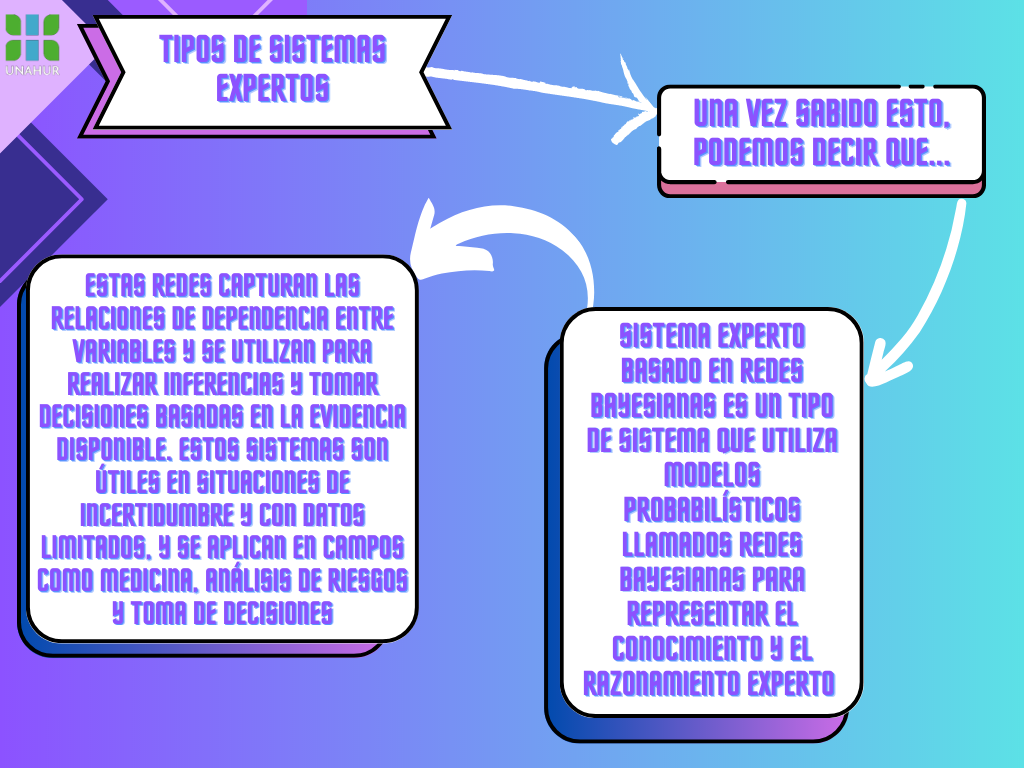 UNAHUR
TIPOS DE SISTEMAS
EXPERTOS
UNA VEZ SABIDO ESTO,
PODEMOS DECIR QUE...
SISTEMA EXPERTO
BASADO EN REDES
BAYESIANAS ES UN TIPO
DE SISTEMA QUE UTILIZA
MODELOS
PROBABILÍSTICOS
LLAMADOS REDES
BAYESIANAS PARA
REPRESENTAR EL
CONOCIMIENTO Y EL
RAZONAMIENTO EXPERTO
ESTAS REDES CAPTURAN LAS
RELACIONES DE DEPENDENCIA ENTRE
VARIABLES Y SE UTILIZAN PARA
REALIZAR INFERENCIAS Y TOMAR
DECISIONES BASADAS EN LA EVIDENCIA
DISPONIBLE. ESTOS SISTEMAS SON
ÚTILES EN SITUACIONES DE
INCERTIDUMBRE Y CON DATOS
LIMITADOS, Y SE APLICAN EN CAMPOS
COMO MEDICINA, ANÁLISIS DE RIESGOS
Y TOMA DE DECISIONES